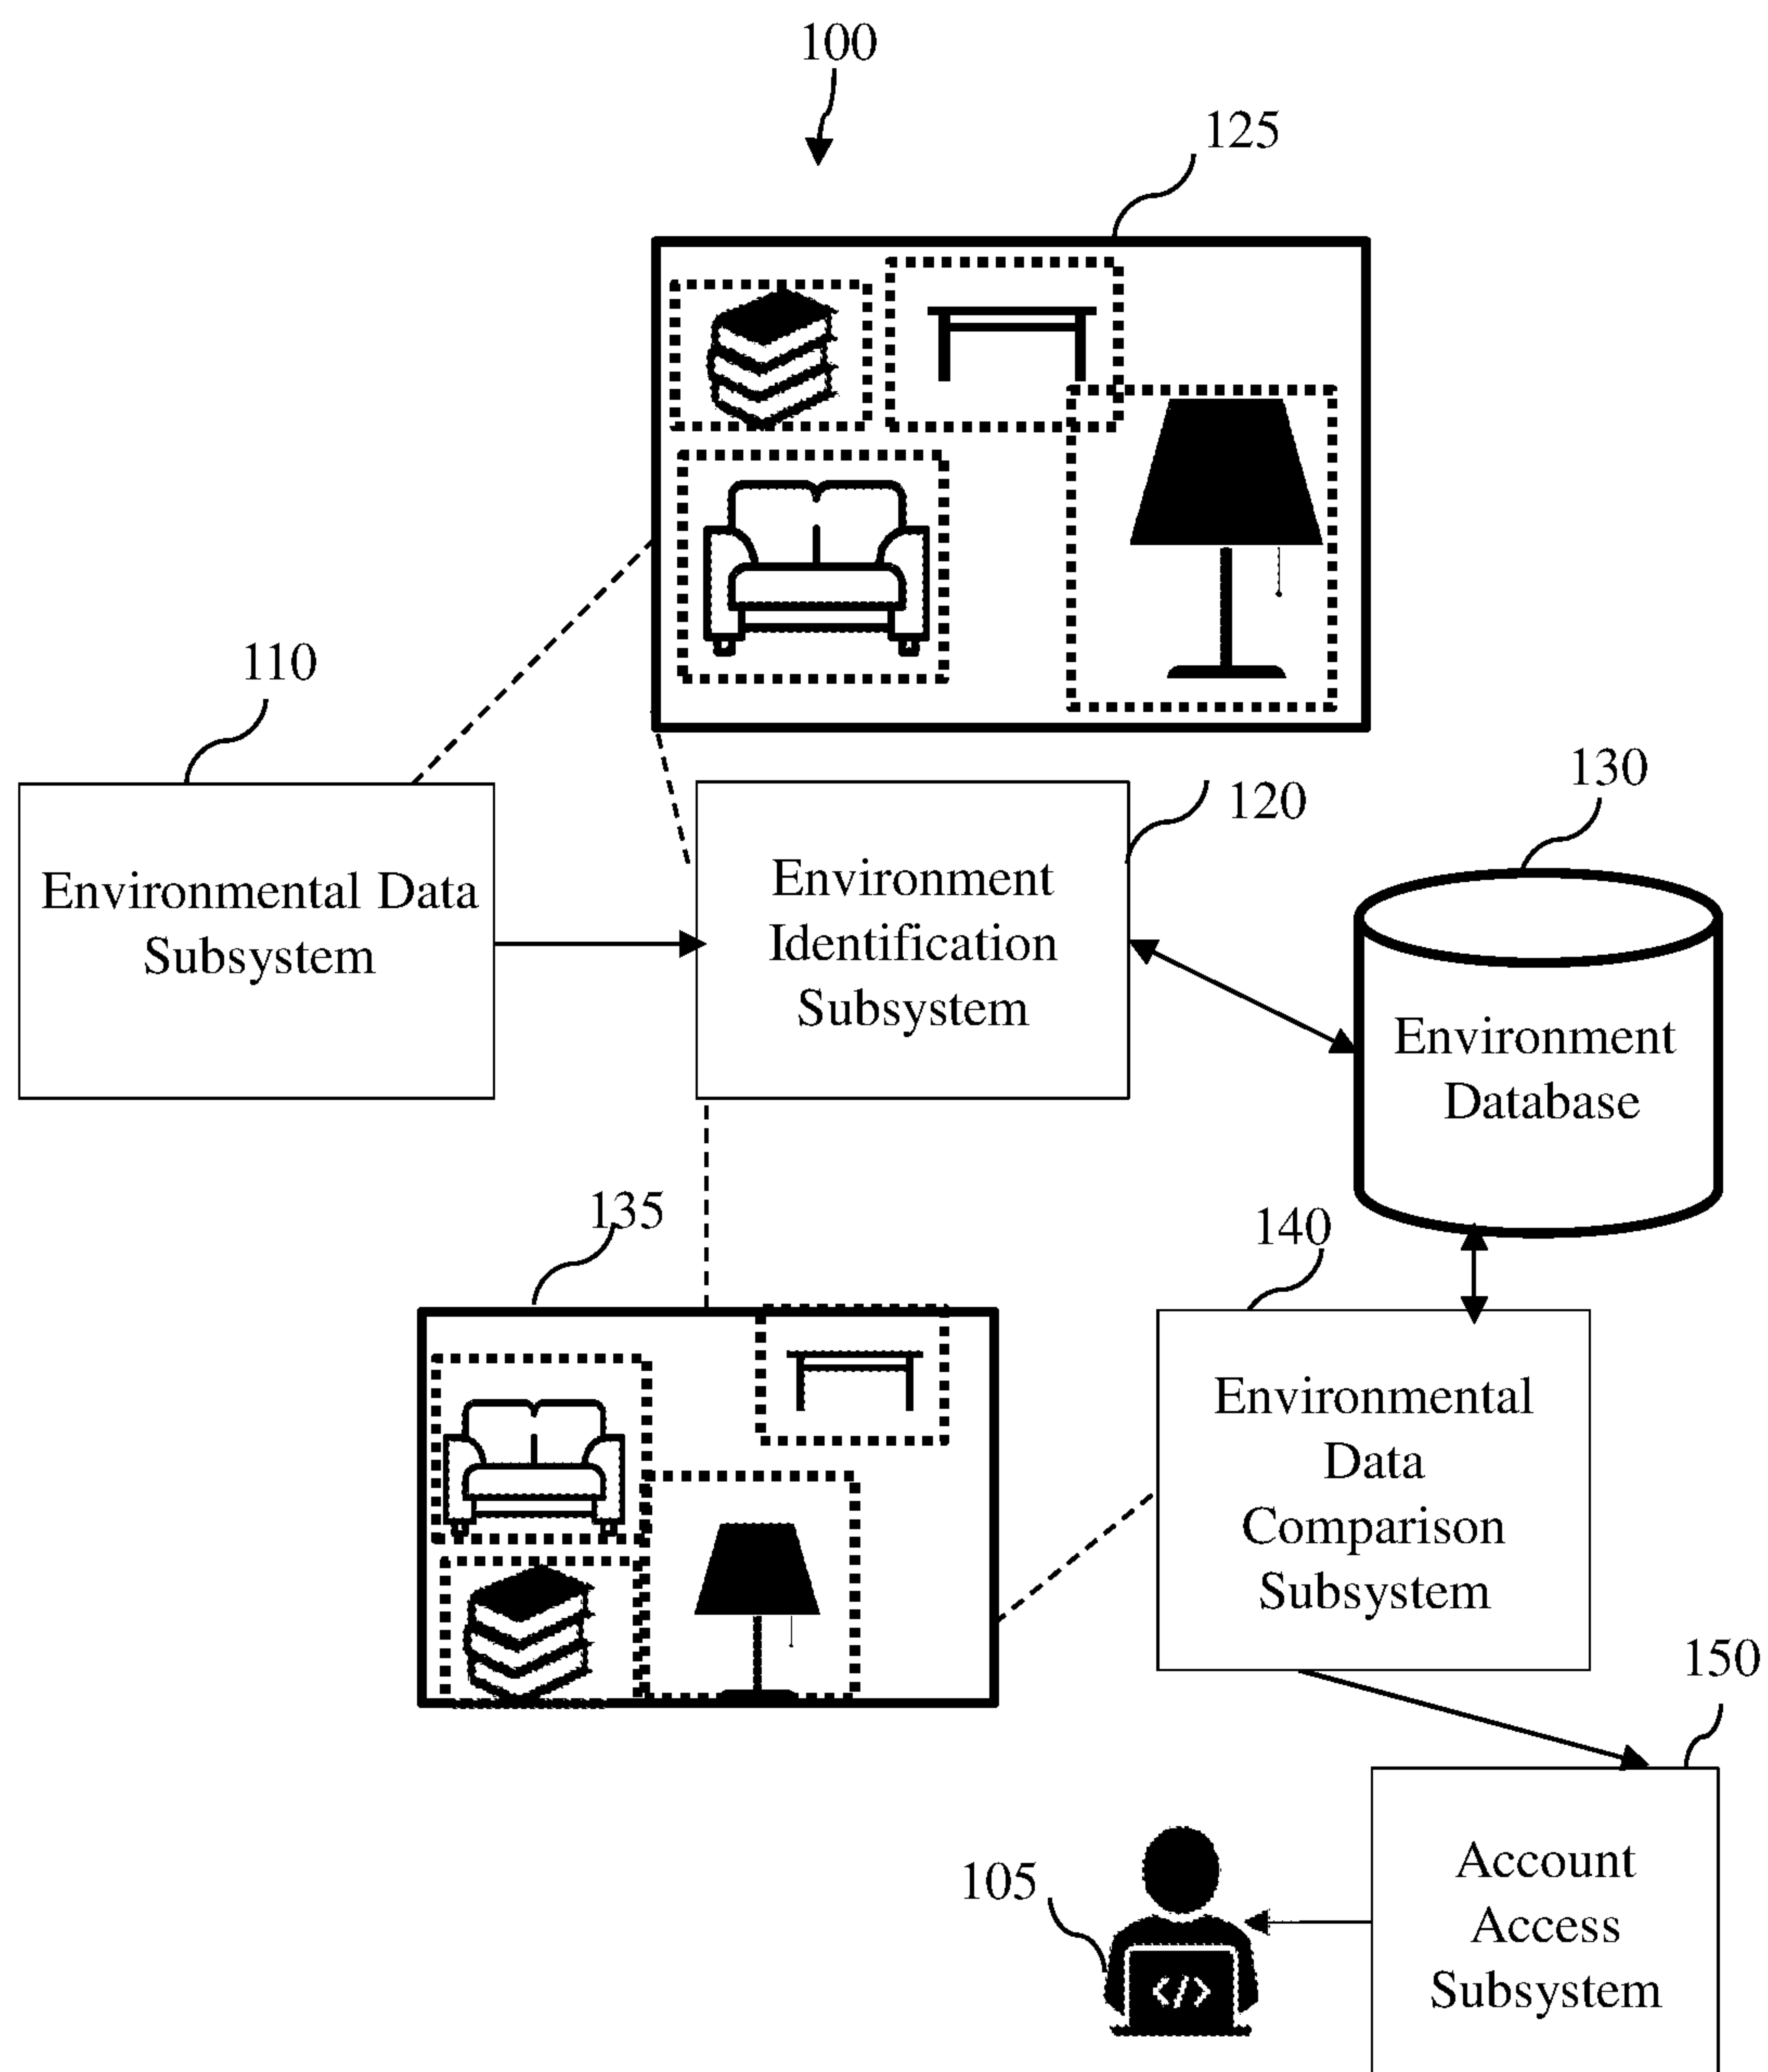 100
125
110
Environmental Data
Subsystem
120
Environment
Identification
Subsystem
130
Environment
Database
135
140
Environmental
Data
Comparison
Subsystem
150
Account
Access
Subsystem
105
</>